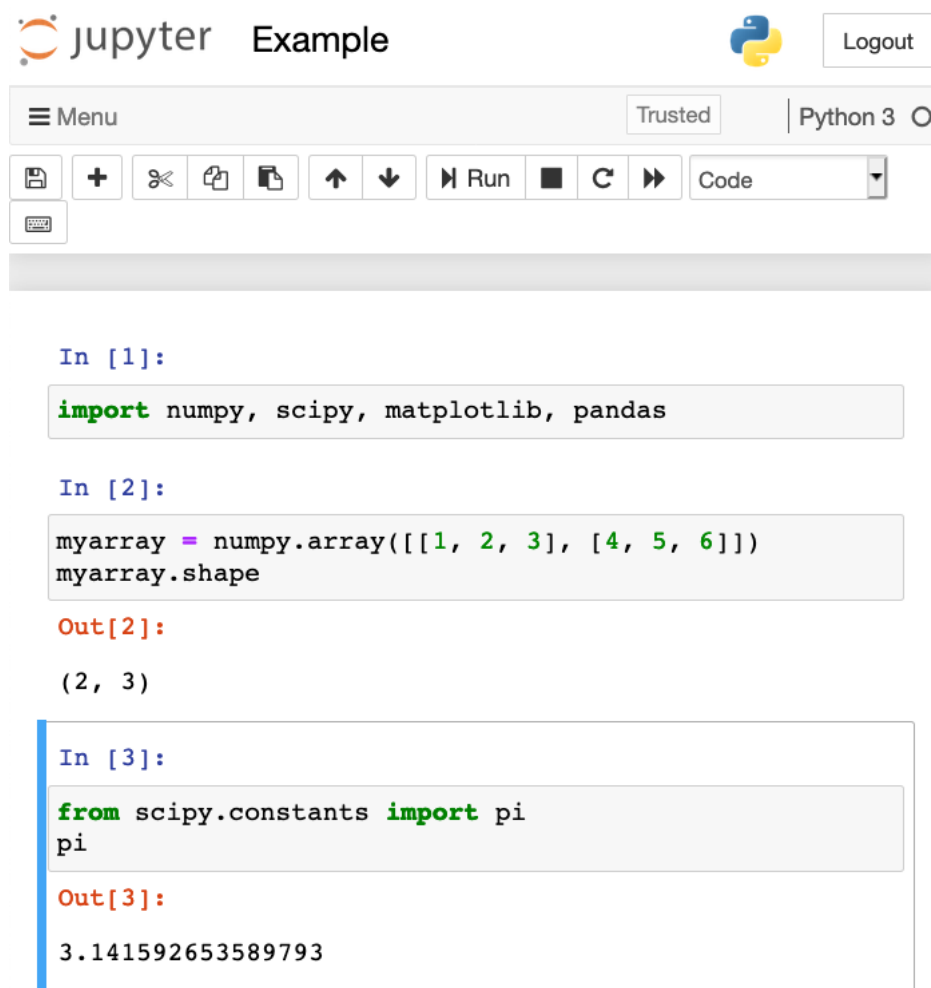 jupyter Example Logout
Menu Trusted Python 3
Run Code
In [1]:
import numpy, scipy, matplotlib, pandas
In [2]:
myarray = numpy.array([[1, 2, 3], [4, 5, 6]])
myarray.shape
Out[2]:
(2, 3)
In [3]:
from scipy.constants import pi
pi
Out[3]:
3.141592653589793